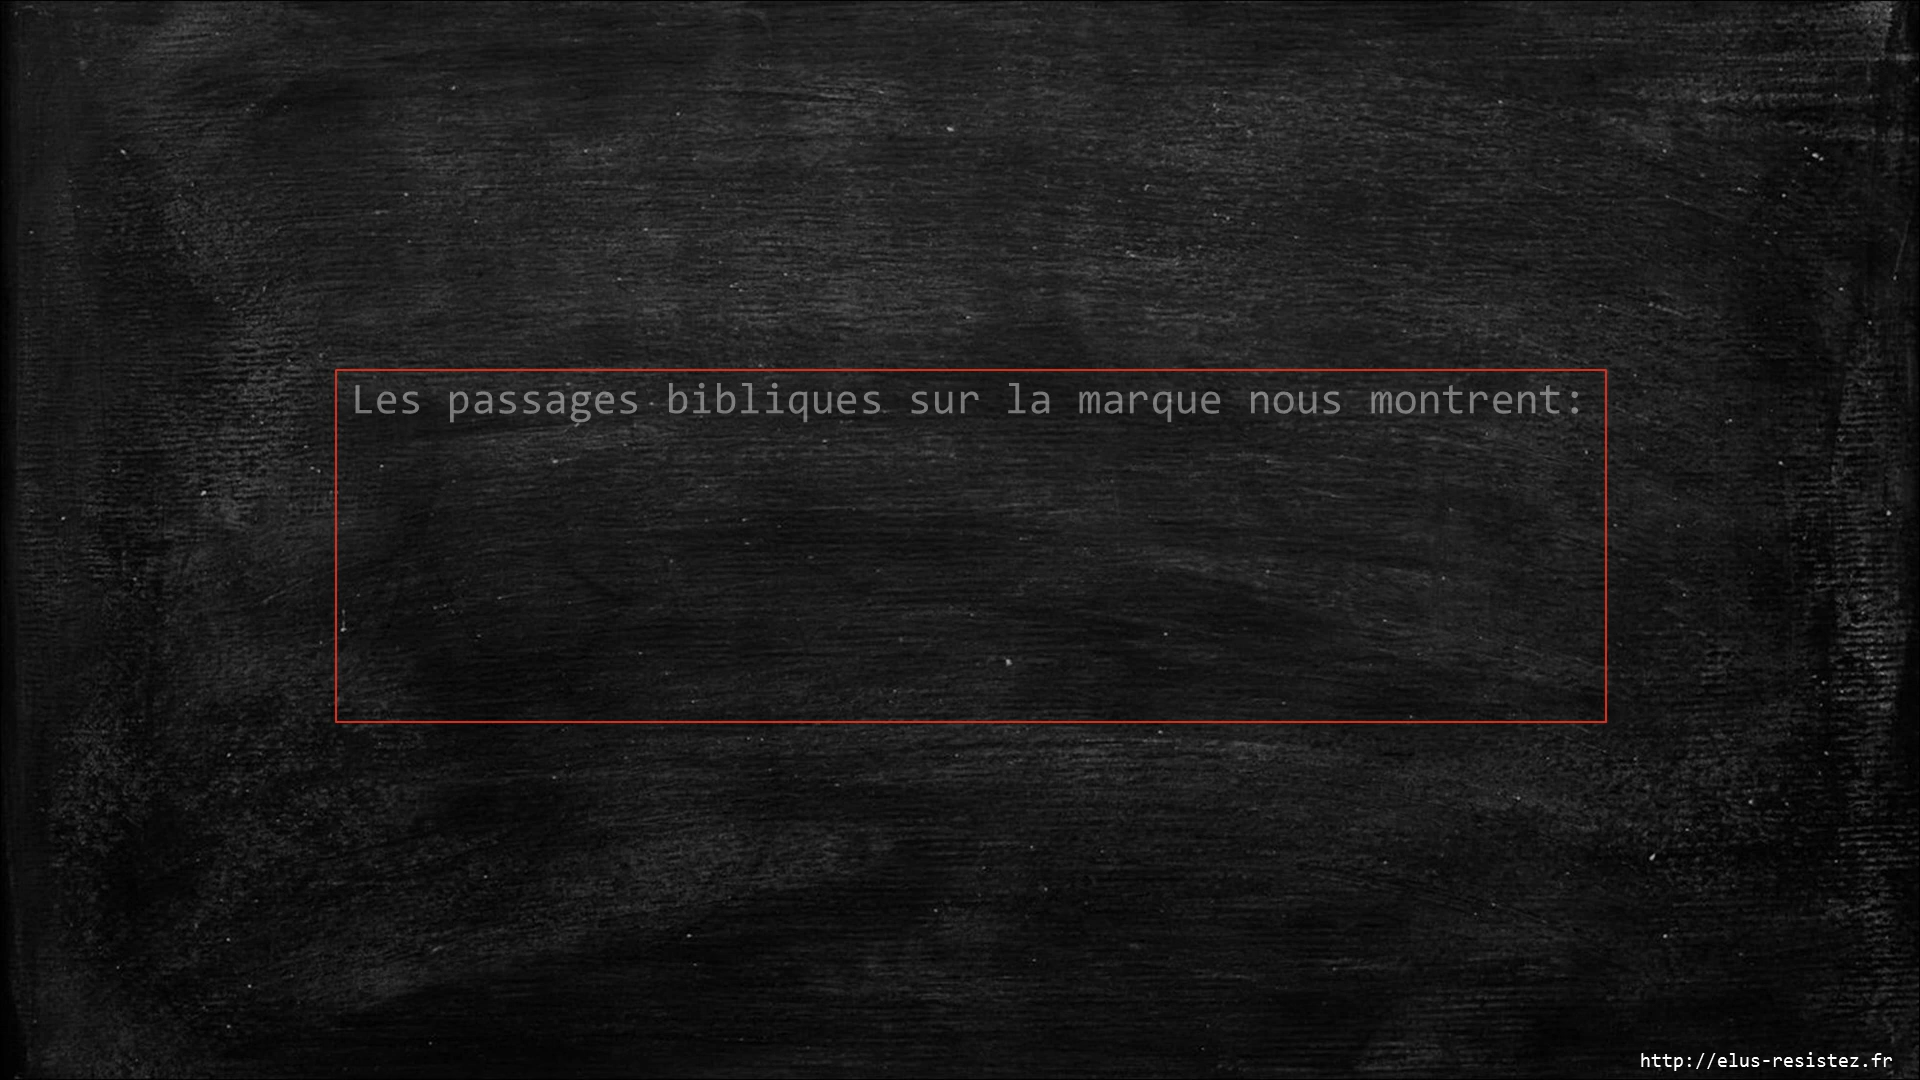 Les passages bibliques sur la marque nous montrent:
http://elus-resistez.fr